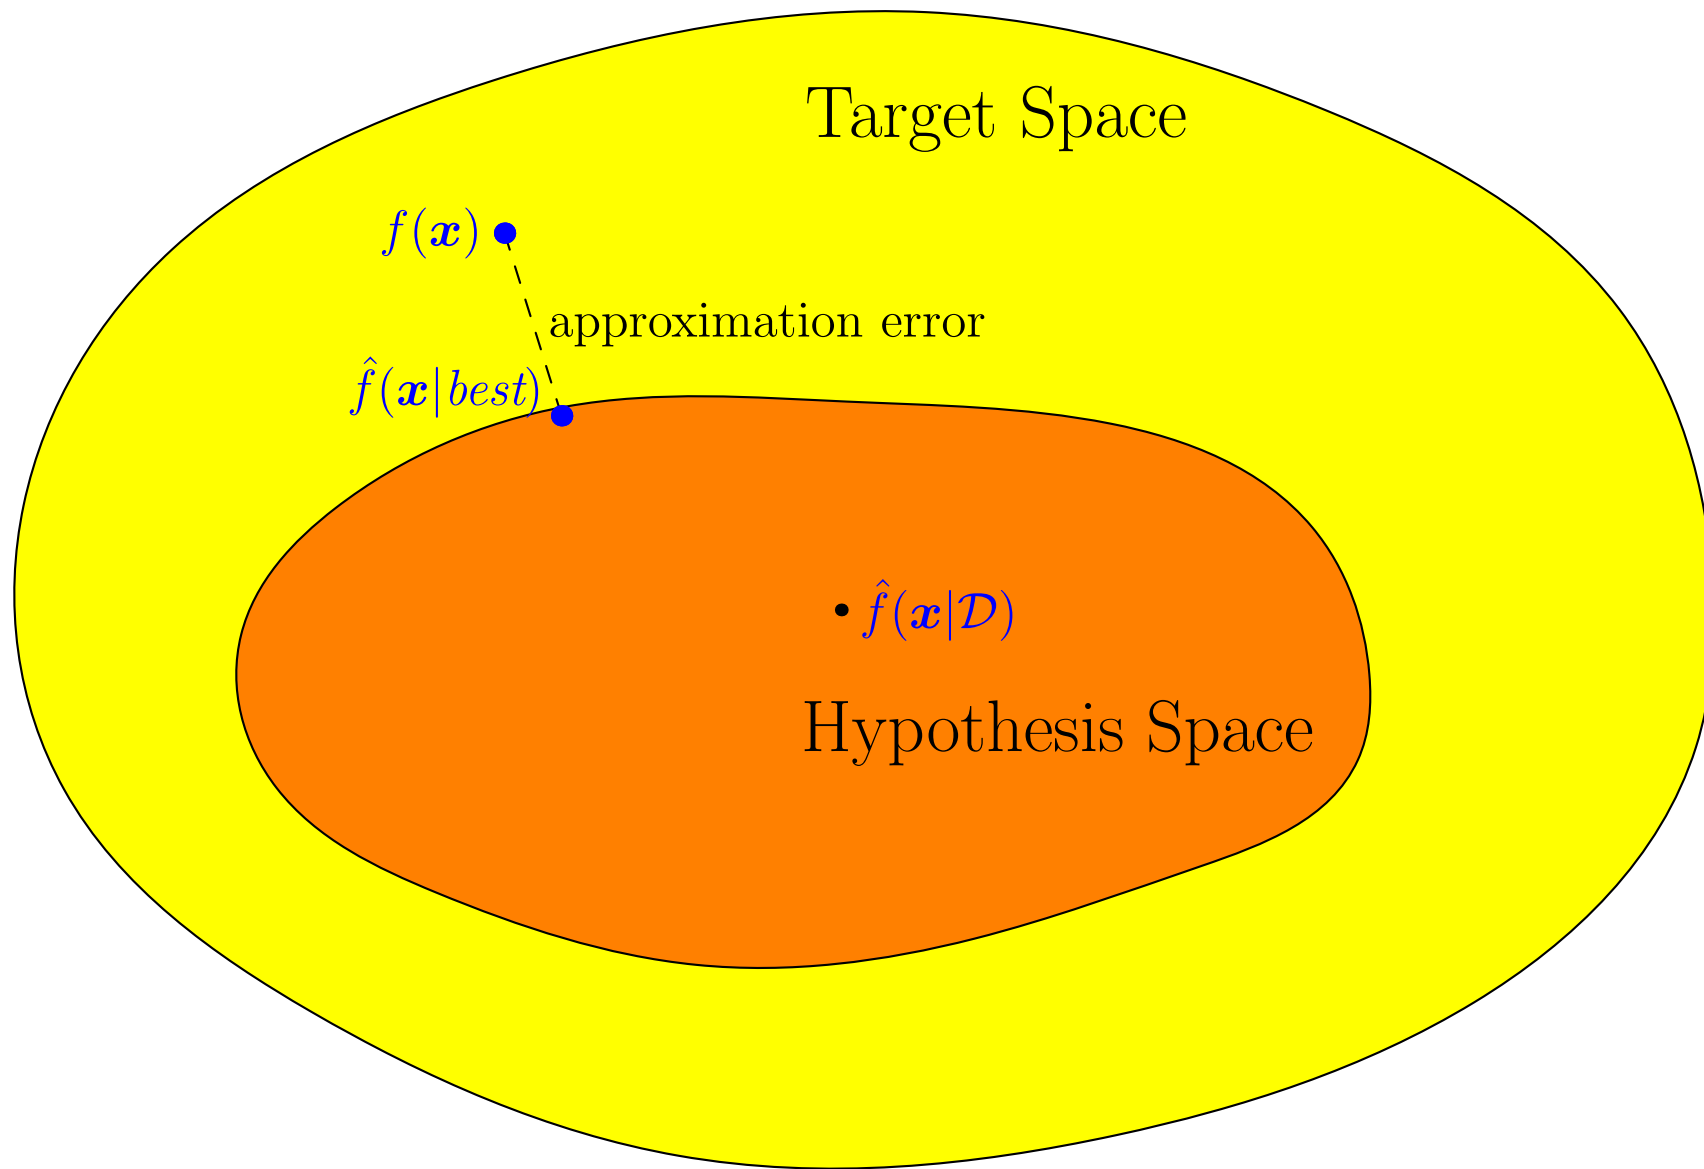 Target Space
f(x)
approximation error
f̂(x|best)
f̂(x|𝒟)
Hypothesis Space